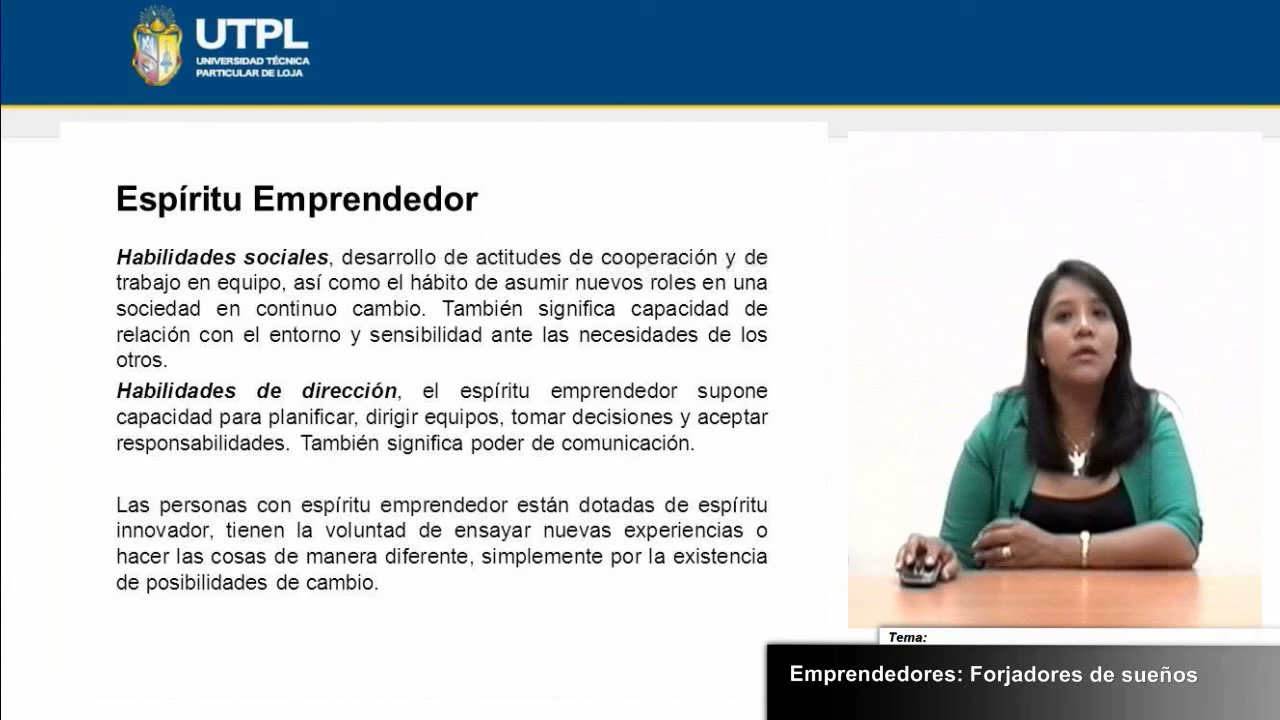 UTPL
UNIVERSIDAD TÉCNICA
PARTICULAR DE LOJA
Espíritu Emprendedor
Habilidades sociales, desarrollo de actitudes de cooperación y de
trabajo en equipo, así como el hábito de asumir nuevos roles en una
sociedad en continuo cambio. También significa capacidad de
relación con el entorno y sensibilidad ante las necesidades de los
otros.
Habilidades de dirección, el espíritu emprendedor supone
capacidad para planificar, dirigir equipos, tomar decisiones y aceptar
responsabilidades. También significa poder de comunicación.
Las personas con espíritu emprendedor están dotadas de espíritu
innovador, tienen la voluntad de ensayar nuevas experiencias o
hacer las cosas de manera diferente, simplemente por la existencia
de posibilidades de cambio.
Tema:
Emprendedores: Forjadores de sueños